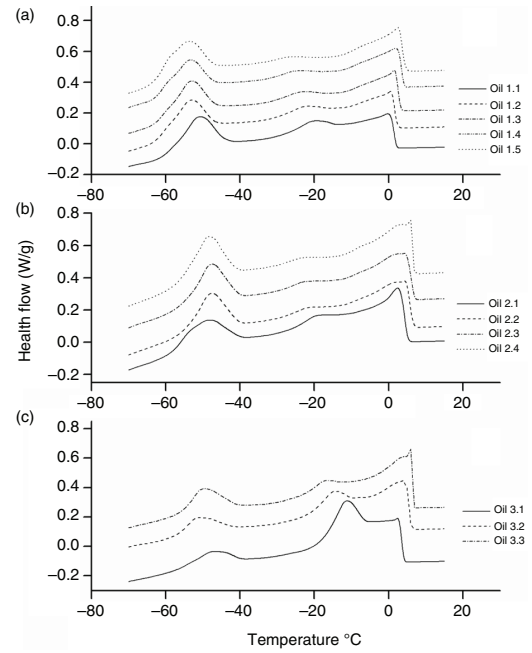 (a)
0.8
0.6
0.4
0.2
0.0
−0.2
−80 −60 −40 −20 0 20
Oil 1.1
Oil 1.2
Oil 1.3
Oil 1.4
Oil 1.5
(b)
0.8
0.6
0.4
0.2
0.0
−0.2
−80 −60 −40 −20 0 20
Oil 2.1
Oil 2.2
Oil 2.3
Oil 2.4
Health flow (W/g)
(c)
0.8
0.6
0.4
0.2
0.0
−0.2
−80 −60 −40 −20 0 20
Oil 3.1
Oil 3.2
Oil 3.3
Temperature °C